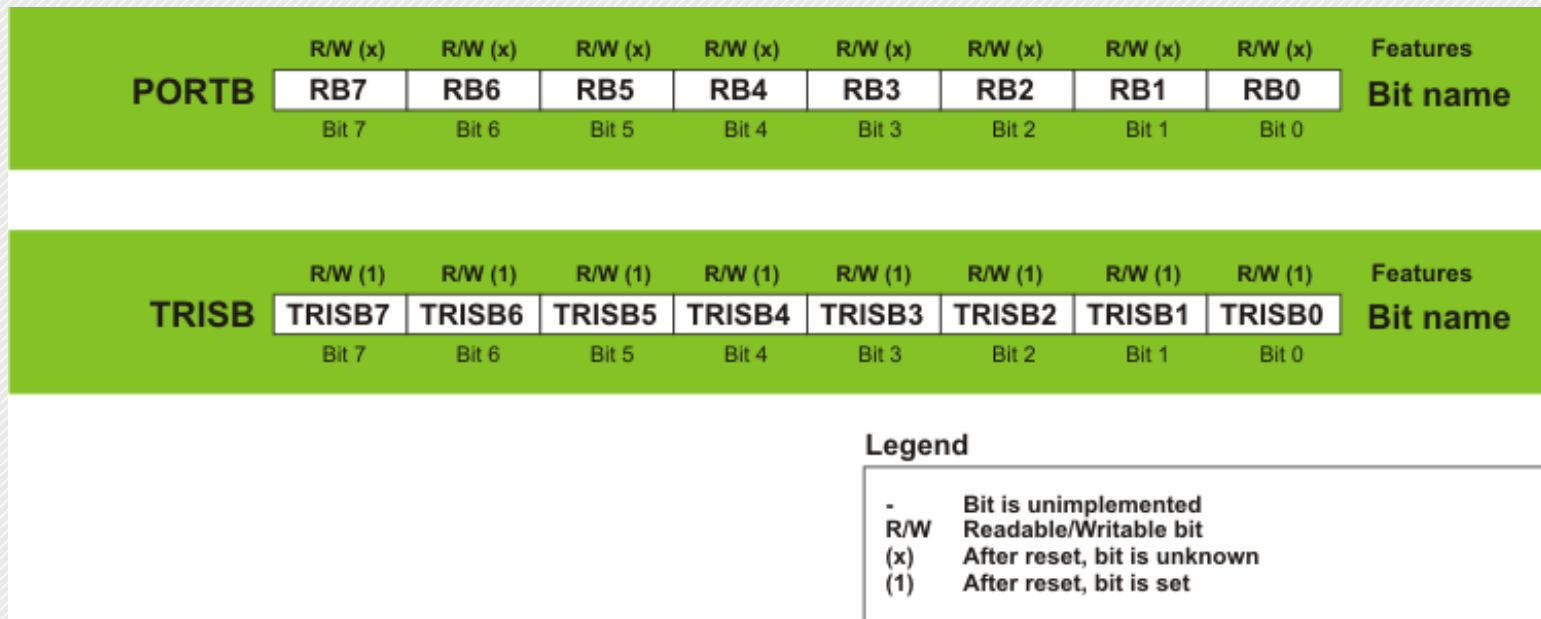 R/W (x) R/W (x) R/W (x) R/W (x) R/W (x) R/W (x) R/W (x) R/W (x) Features
PORTB RB7 RB6 RB5 RB4 RB3 RB2 RB1 RB0 Bit name
Bit 7 Bit 6 Bit 5 Bit 4 Bit 3 Bit 2 Bit 1 Bit 0
R/W (1) R/W (1) R/W (1) R/W (1) R/W (1) R/W (1) R/W (1) R/W (1) Features
TRISB TRISB7 TRISB6 TRISB5 TRISB4 TRISB3 TRISB2 TRISB1 TRISB0 Bit name
Bit 7 Bit 6 Bit 5 Bit 4 Bit 3 Bit 2 Bit 1 Bit 0
Legend
- Bit is unimplemented
R/W Readable/Writable bit
(x) After reset, bit is unknown
(1) After reset, bit is set